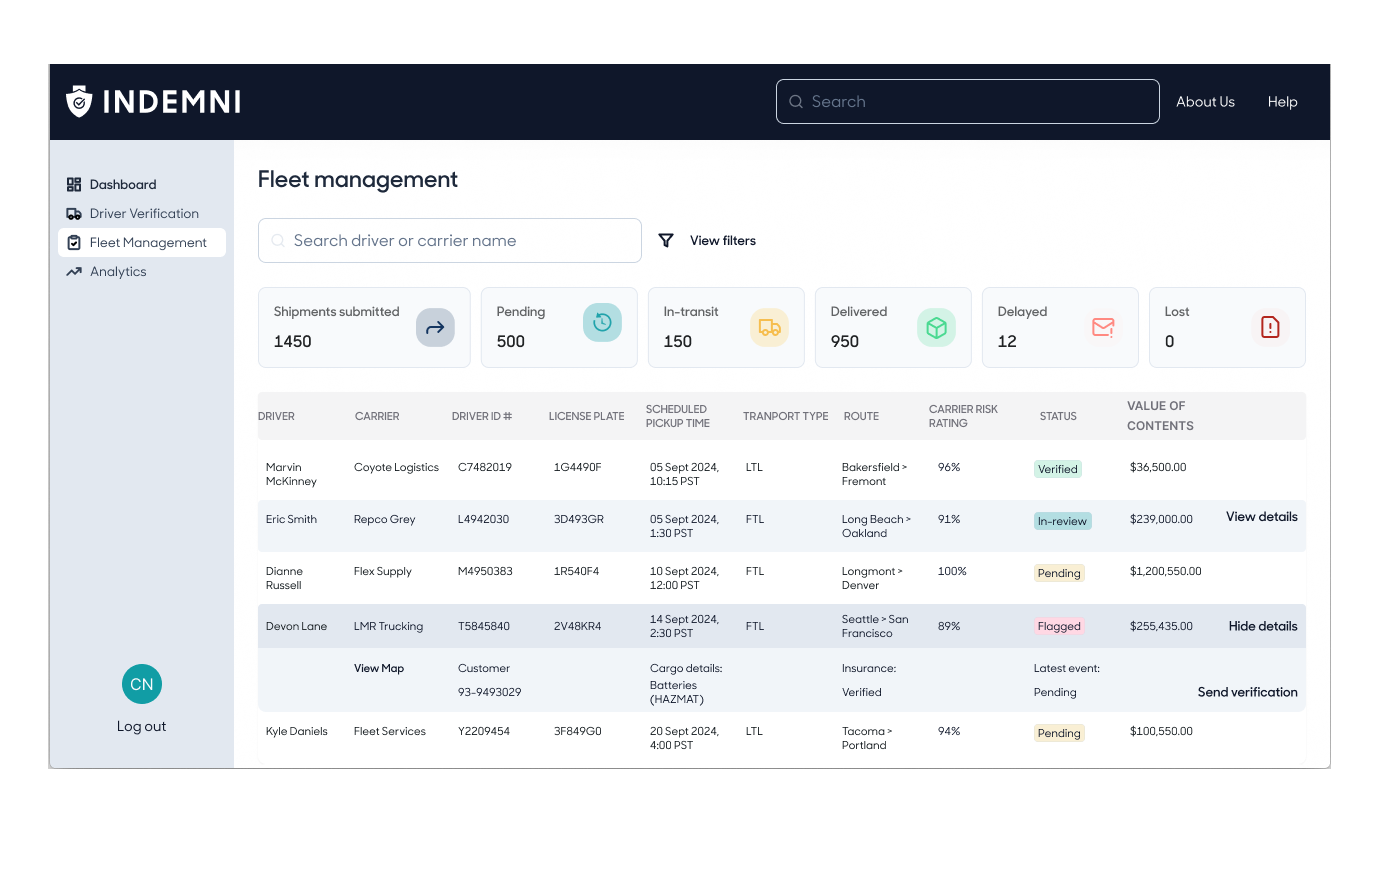 INDEMNI
Search
About Us
Help
Dashboard
Driver Verification
Fleet Management
Analytics
CN
Log out
Fleet management
Search driver or carrier name
View filters
Shipments submitted
1450
Pending
500
In-transit
150
Delivered
950
Delayed
12
Lost
0
DRIVER
CARRIER
DRIVER ID #
LICENSE PLATE
SCHEDULED
PICKUP TIME
TRANPORT TYPE
ROUTE
CARRIER RISK
RATING
STATUS
VALUE OF
CONTENTS
Marvin
McKinney
Coyote Logistics
C7482019
1G4490F
05 Sept 2024,
10:15 PST
LTL
Bakersfield >
Fremont
96%
Verified
$36,500.00
Eric Smith
Repco Grey
L4942030
3D493GR
05 Sept 2024,
1:30 PST
FTL
Long Beach >
Oakland
91%
In-review
$239,000.00
View details
Dianne
Russell
Flex Supply
M4950383
1R540F4
10 Sept 2024,
12:00 PST
FTL
Longmont >
Denver
100%
Pending
$1,200,550.00
Devon Lane
LMR Trucking
T5845840
2V48KR4
14 Sept 2024,
2:30 PST
FTL
Seattle > San
Francisco
89%
Flagged
$255,435.00
Hide details
View Map
Customer
93-9493029
Cargo details:
Batteries
(HAZMAT)
Insurance:
Verified
Latest event:
Pending
Send verification
Kyle Daniels
Fleet Services
Y2209454
3F849G0
20 Sept 2024,
4:00 PST
LTL
Tacoma >
Portland
94%
Pending
$100,550.00